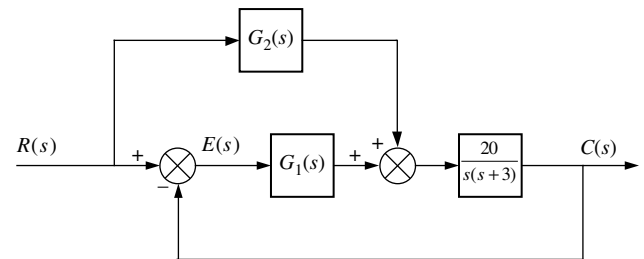 G₂(s)
R(s)
+
−
E(s)
G₁(s)
+
+
20
s(s + 3)
C(s)